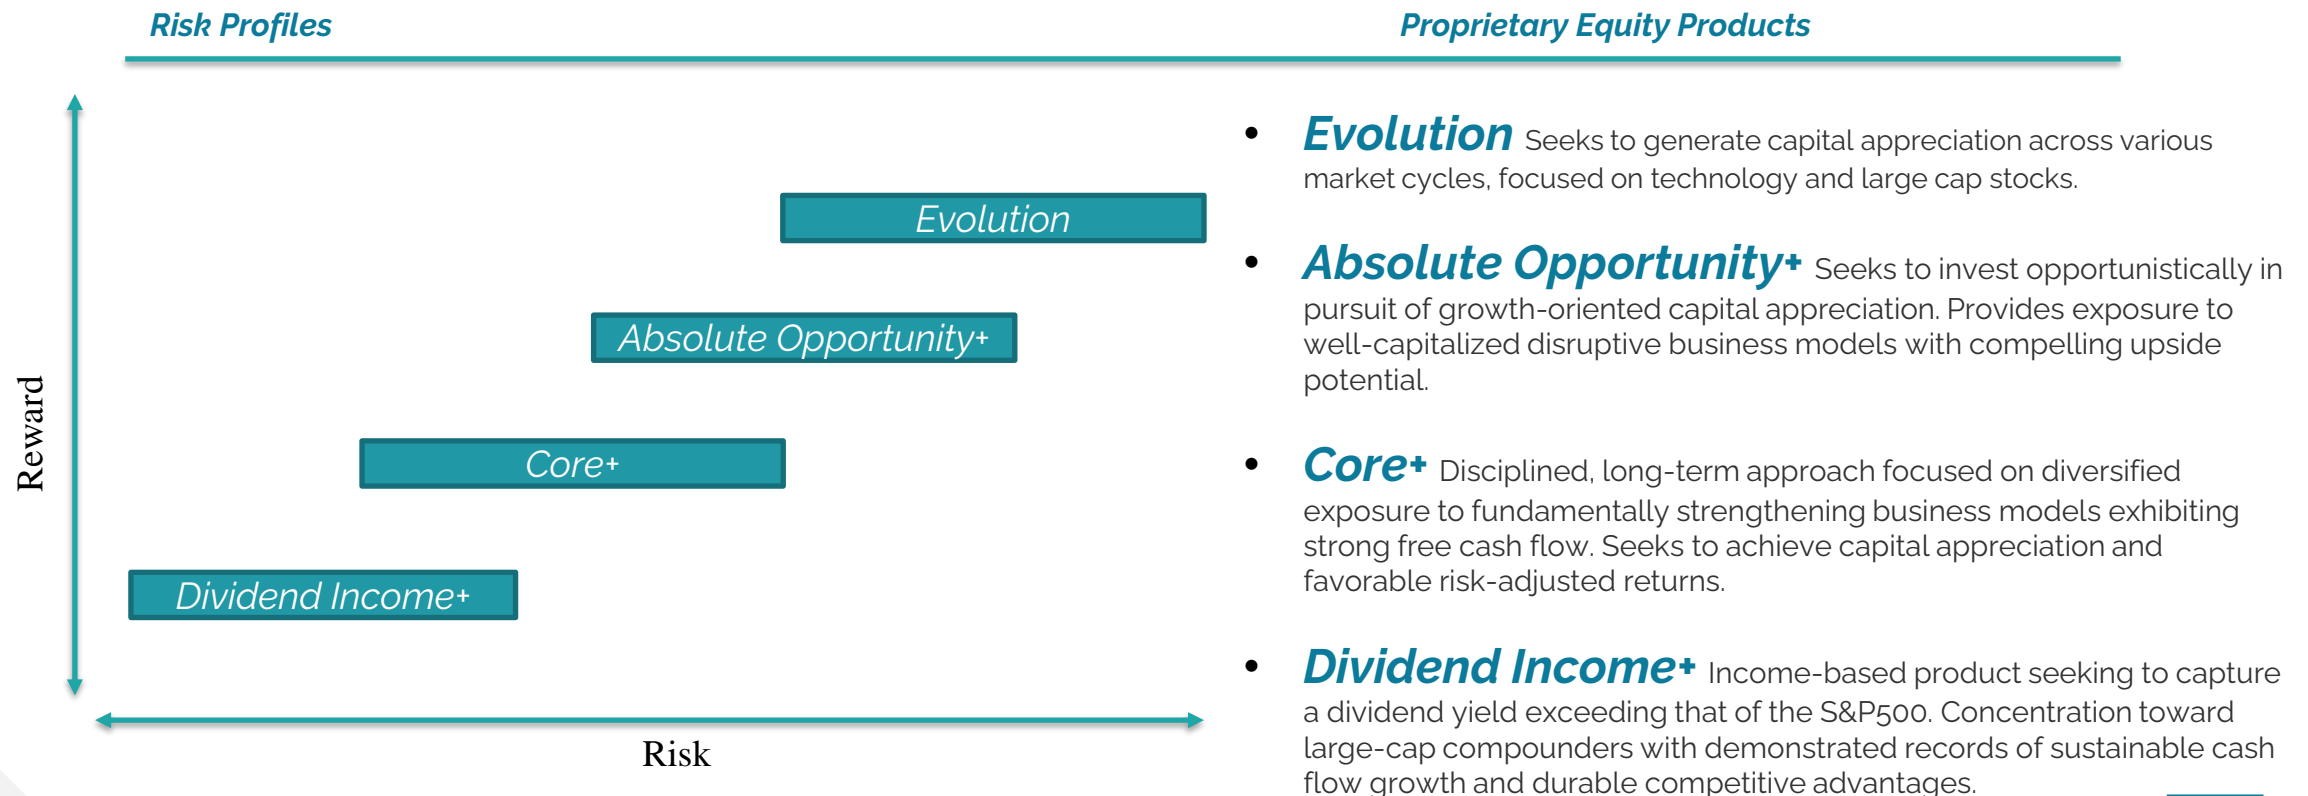 Risk Profiles
Proprietary Equity Products
Reward
Evolution
Absolute Opportunity+
Core+
Dividend Income+
Risk
• Evolution Seeks to generate capital appreciation across various
market cycles, focused on technology and large cap stocks.
• Absolute Opportunity+ Seeks to invest opportunistically in
pursuit of growth-oriented capital appreciation. Provides exposure to
well-capitalized disruptive business models with compelling upside
potential.
• Core+ Disciplined, long-term approach focused on diversified
exposure to fundamentally strengthening business models exhibiting
strong free cash flow. Seeks to achieve capital appreciation and
favorable risk-adjusted returns.
• Dividend Income+ Income-based product seeking to capture
a dividend yield exceeding that of the S&P500. Concentration toward
large-cap compounders with demonstrated records of sustainable cash
flow growth and durable competitive advantages.